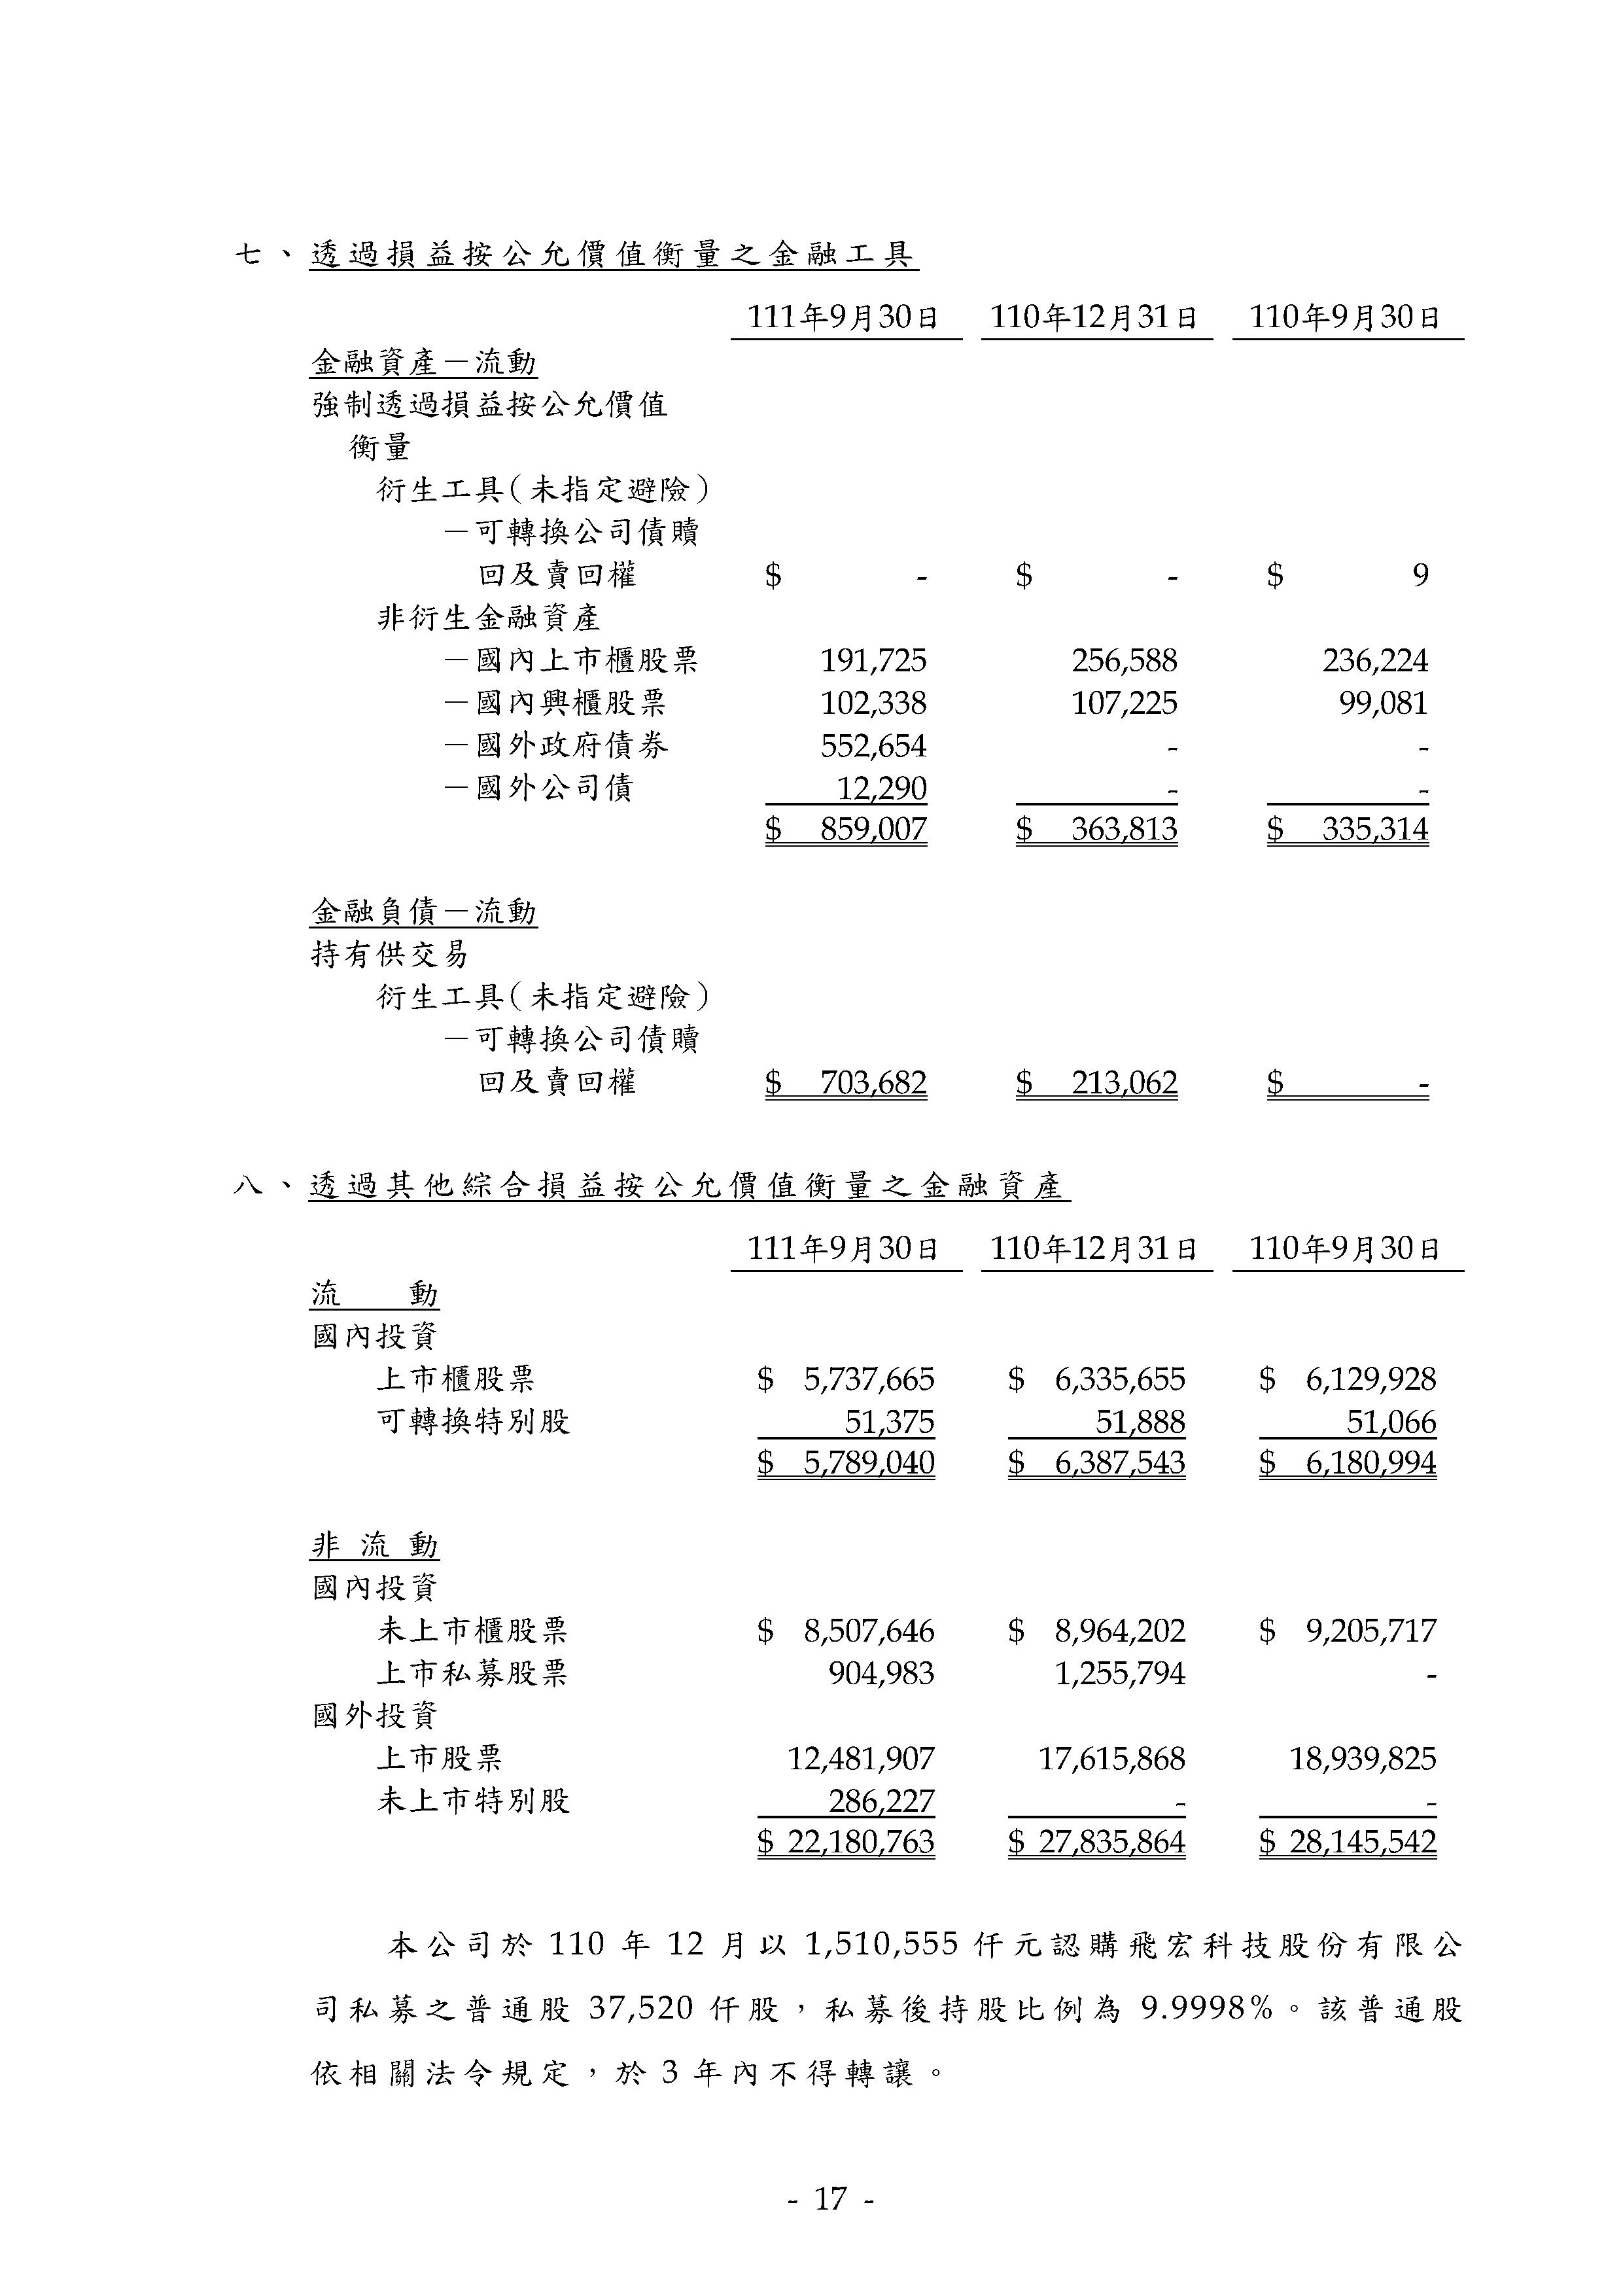 七、透過損益按公允價值衡量之金融工具
111年9月30日 110年12月31日 110年9月30日
金融資產－流動
強制透過損益按公允價值
衡量
衍生工具(未指定避險)
－可轉換公司債贖
回及賣回權 $ - $ - $ 9
非衍生金融資產
－國內上市櫃股票 191,725 256,588 236,224
－國內興櫃股票 102,338 107,225 99,081
－國外政府債券 552,654 - -
－國外公司債 12,290 - -
$ 859,007 $ 363,813 $ 335,314
金融負債－流動
持有供交易
衍生工具(未指定避險)
－可轉換公司債贖
回及賣回權 $ 703,682 $ 213,062 $ -
八、透過其他綜合損益按公允價值衡量之金融資產
111年9月30日 110年12月31日 110年9月30日
流 動
國內投資
上市櫃股票 $ 5,737,665 $ 6,335,655 $ 6,129,928
可轉換特別股 51,375 51,888 51,066
$ 5,789,040 $ 6,387,543 $ 6,180,994
非 流 動
國內投資
未上市櫃股票 $ 8,507,646 $ 8,964,202 $ 9,205,717
上市私募股票 904,983 1,255,794 -
國外投資
上市股票 12,481,907 17,615,868 18,939,825
未上市特別股 286,227 - -
$ 22,180,763 $ 27,835,864 $ 28,145,542
本公司於 110 年 12 月以 1,510,555 仟元認購飛宏科技股份有限公
司私募之普通股 37,520 仟股，私募後持股比例為 9.9998%。該普通股
依相關法令規定，於 3 年內不得轉讓。
- 17 -